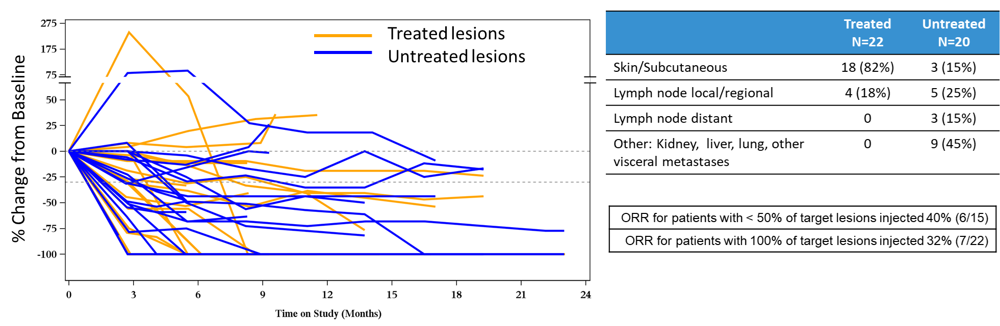 % Change from Baseline
275
175
75
50
25
0
-25
-50
-75
-100
Treated lesions
Untreated lesions
0 3 6 9 12 15 18 21 24
Time on Study (Months)
Treated Untreated
N=22 N=20
Skin/Subcutaneous 18 (82%) 3 (15%)
Lymph node local/regional 4 (18%) 5 (25%)
Lymph node distant 0 3 (15%)
Other: Kidney, liver, lung, other 0 9 (45%)
visceral metastases
ORR for patients with < 50% of target lesions injected 40% (6/15)
ORR for patients with 100% of target lesions injected 32% (7/22)